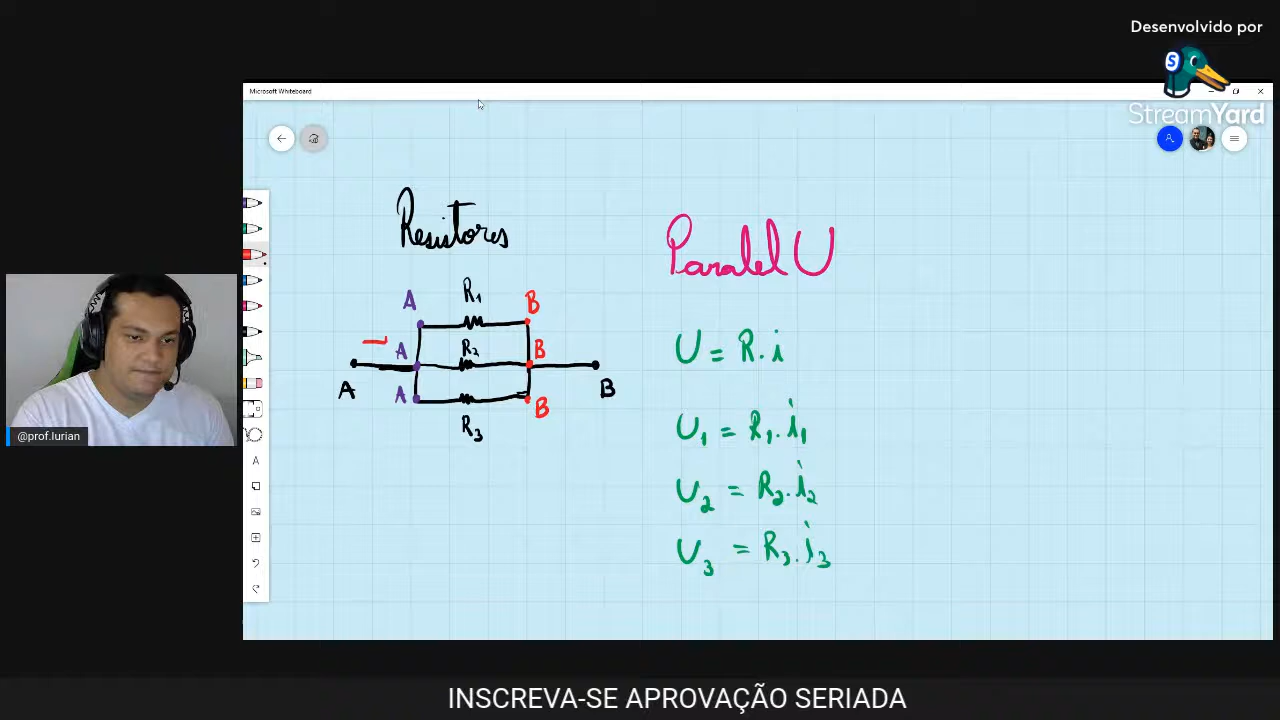 Desenvolvido por
S
StreamYard
Microsoft Whiteboard
Resistores
Paralel U
A R1 B
A R2 B
A B
A B
R3
U = R. i
U1 = R1. i1
U2 = R2. i2
U3 = R3. i3
@prof.lurian
A
INSCREVA-SE APROVAÇÃO SERIADA